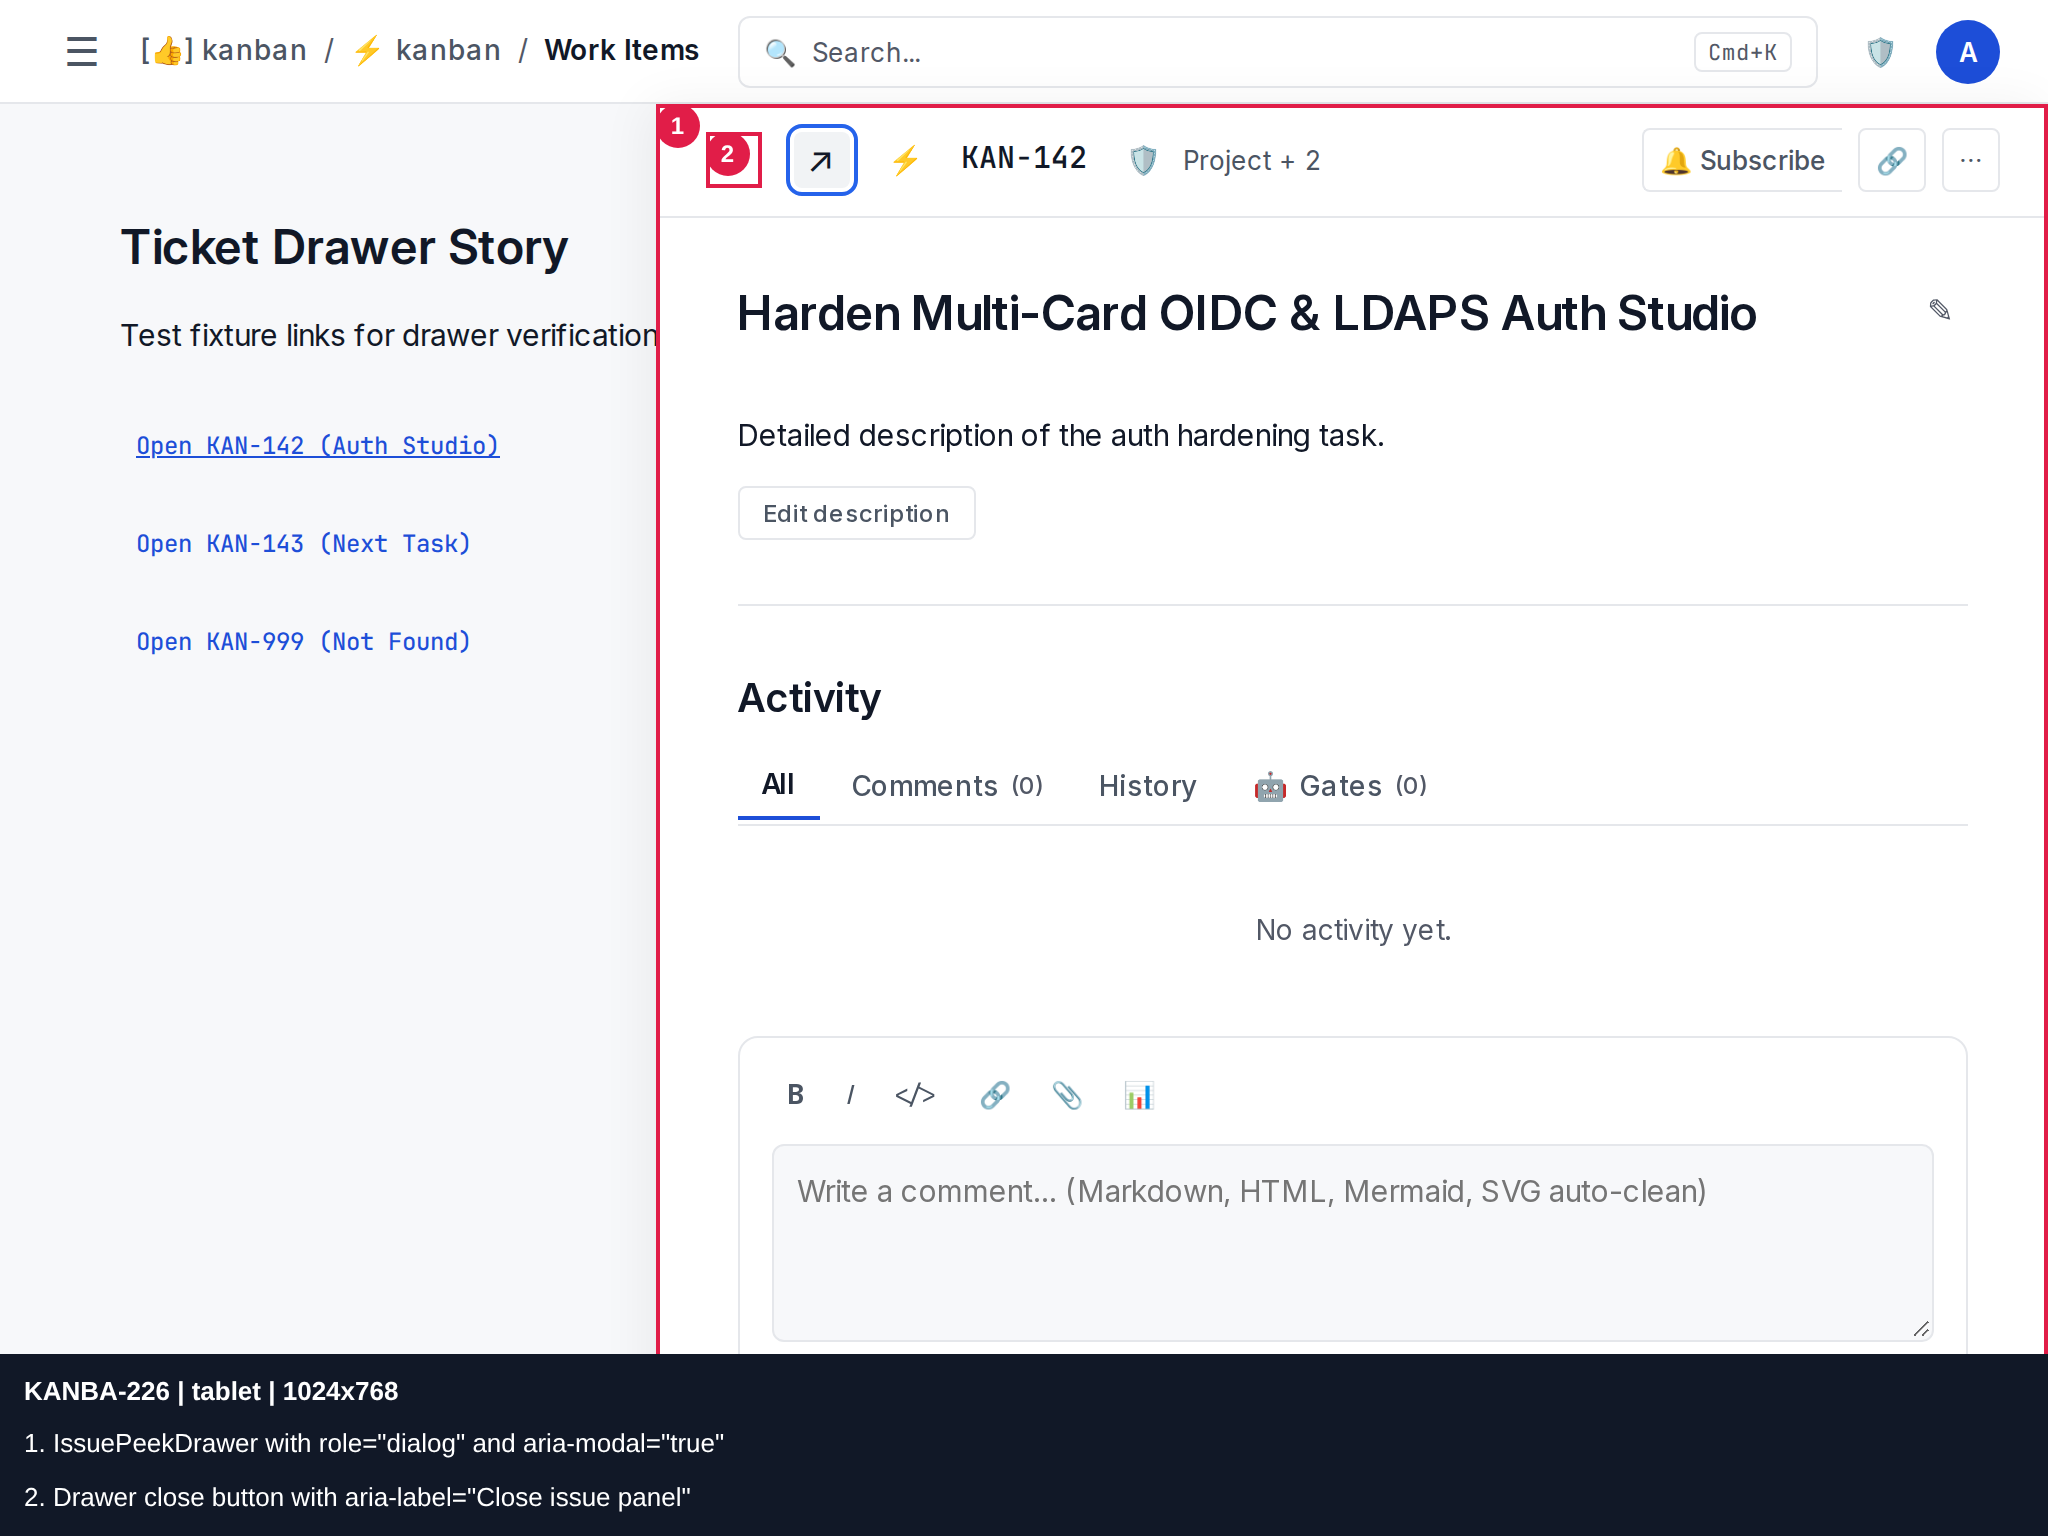 [👍] kanban / ⚡ kanban / Work Items
🔍 Search... Cmd+K
A
1
2
↗ ⚡ KAN-142 🛡️ Project + 2
🔔 Subscribe 🔗 ...
Ticket Drawer Story
Test fixture links for drawer verification
Open KAN-142 (Auth Studio)
Open KAN-143 (Next Task)
Open KAN-999 (Not Found)
Harden Multi-Card OIDC & LDAPS Auth Studio
Detailed description of the auth hardening task.
Edit description
Activity
All Comments (0) History 🤖 Gates (0)
No activity yet.
B I </> 🔗 📎 📊
Write a comment... (Markdown, HTML, Mermaid, SVG auto-clean)
KANBA-226 | tablet | 1024x768
1. IssuePeekDrawer with role="dialog" and aria-modal="true"
2. Drawer close button with aria-label="Close issue panel"